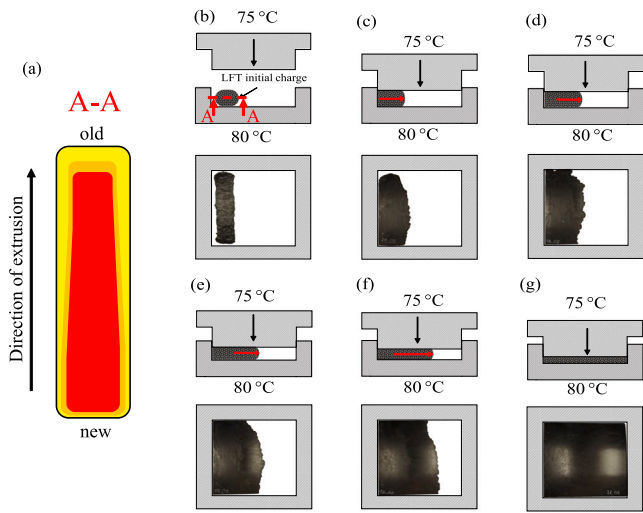 (a)
A-A
old
Direction of extrusion
new
(b)
75 °C
LFT initial charge
A
A
80 °C
(c)
75 °C
80 °C
(d)
75 °C
80 °C
(e)
75 °C
80 °C
(f)
75 °C
80 °C
(g)
75 °C
80 °C